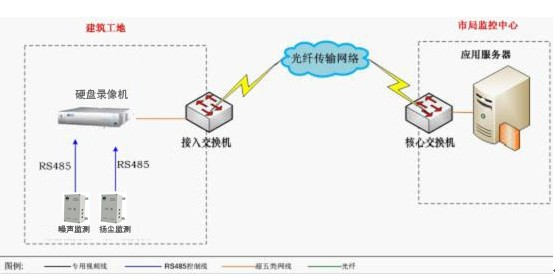 建筑工地
市局监控中心
硬盘录像机
光纤传输网络
应用服务器
接入交换机
核心交换机
RS485
RS485
噪声监测
扬尘监测
图例:
专用视频线
RS485控制线
超五类网线
光纤